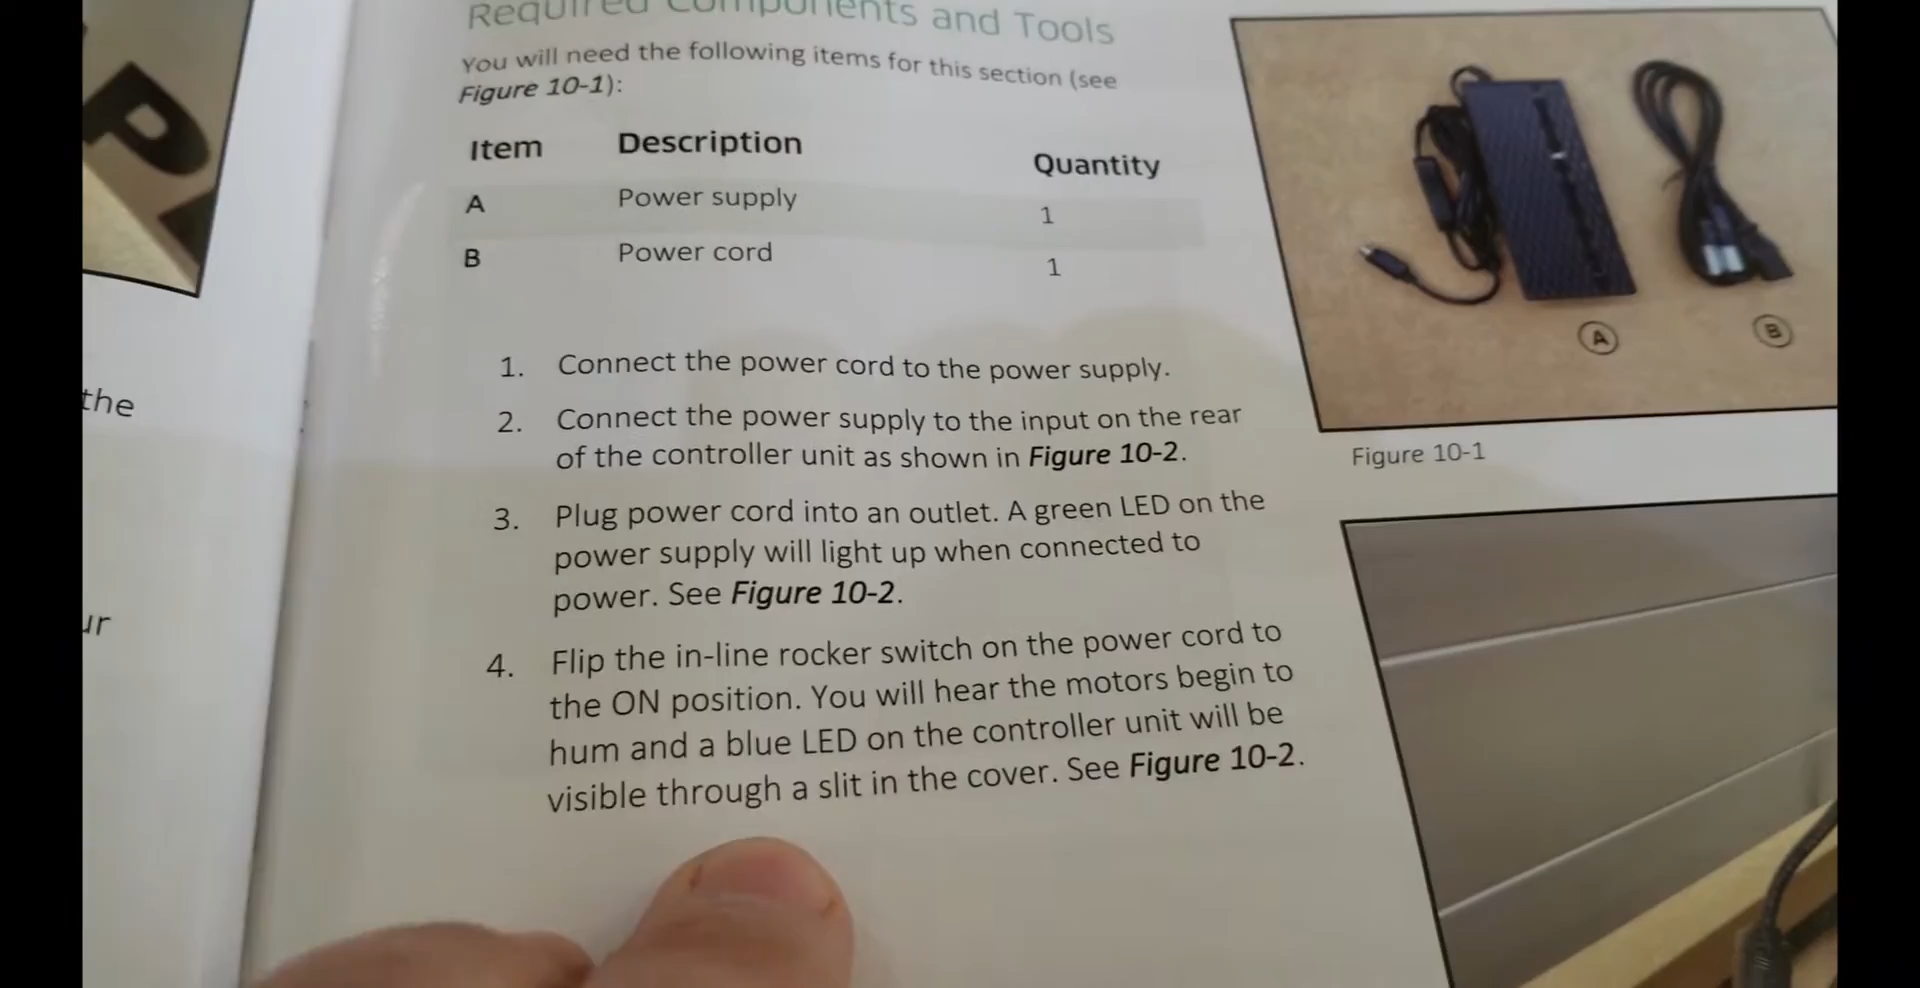 P
the
ur
Required Components and Tools
You will need the following items for this section (see
Figure 10-1):
Item Description Quantity
A Power supply 1
B Power cord 1
1. Connect the power cord to the power supply.
2. Connect the power supply to the input on the rear
of the controller unit as shown in Figure 10-2.
3. Plug power cord into an outlet. A green LED on the
power supply will light up when connected to
power. See Figure 10-2.
4. Flip the in-line rocker switch on the power cord to
the ON position. You will hear the motors begin to
hum and a blue LED on the controller unit will be
visible through a slit in the cover. See Figure 10-2.
A B
Figure 10-1